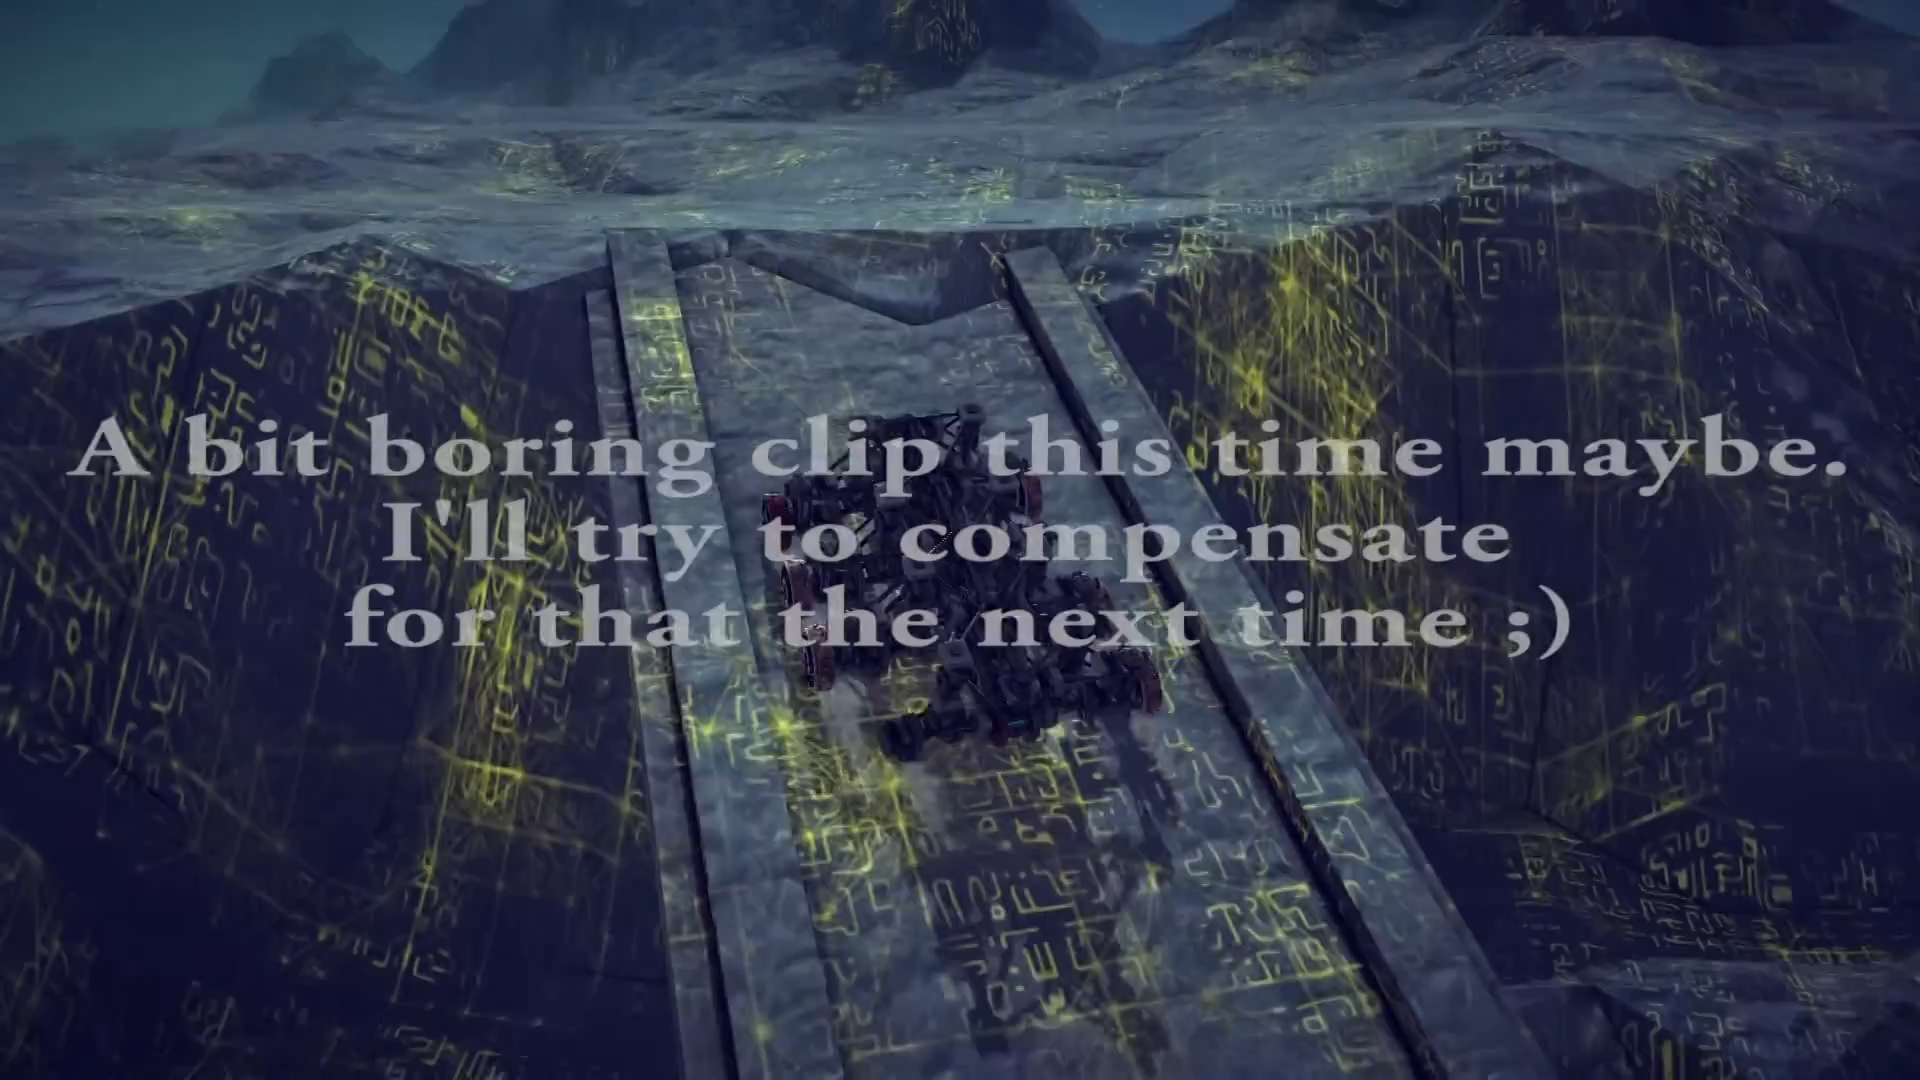 A bit boring clip this time maybe.
I'll try to compensate
for that the next time ;)